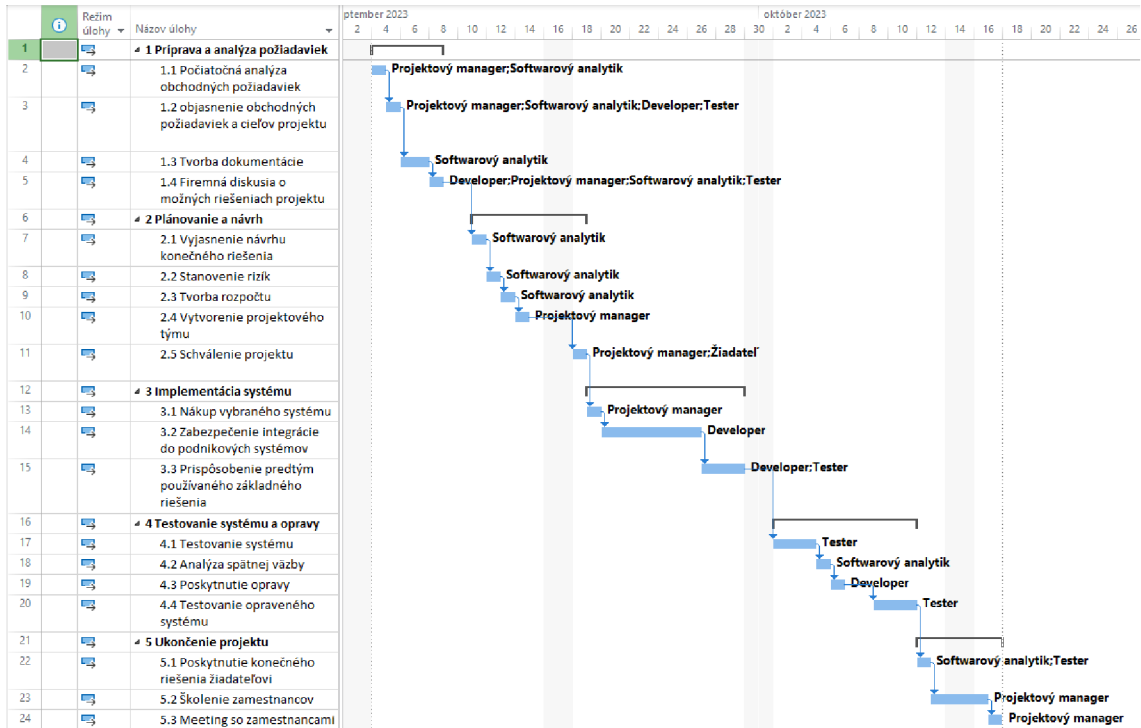 Režim
úlohy
Názov úlohy
ptember 2023
október 2023
2 4 6 8 10 12 14 16 18 20 22 24 26 28 30 2 4 6 8 10 12 14 16 18 20 22 24 26
1 1 Príprava a analýza požiadaviek
2 1.1 Počiatočná analýza
obchodných požiadaviek
Projektový manager;Softwarový analytik
3 1.2 objasnenie obchodných
požiadaviek a cieľov projektu
Projektový manager;Softwarový analytik;Developer;Tester
4 1.3 Tvorba dokumentácie
Softwarový analytik
5 1.4 Firemná diskusia o
možných riešeniach projektu
Developer;Projektový manager;Softwarový analytik;Tester
6 2 Plánovanie a návrh
7 2.1 Vyjasnenie návrhu
konečného riešenia
Softwarový analytik
8 2.2 Stanovenie rizík
Softwarový analytik
9 2.3 Tvorba rozpočtu
Softwarový analytik
10 2.4 Vytvorenie projektového
týmu
Projektový manager
11 2.5 Schválenie projektu
Projektový manager;Žiadateľ
12 3 Implementácia systému
13 3.1 Nákup vybraného systému
Projektový manager
14 3.2 Zabezpečenie integrácie
do podnikových systémov
Developer
15 3.3 Prispôsobenie predtým
používaného základného
riešenia
Developer;Tester
16 4 Testovanie systému a opravy
17 4.1 Testovanie systému
Tester
18 4.2 Analýza spätnej väzby
Softwarový analytik
19 4.3 Poskytnutie opravy
Developer
20 4.4 Testovanie opraveného
systému
Tester
21 5 Ukončenie projektu
22 5.1 Poskytnutie konečného
riešenia žiadateľovi
Softwarový analytik;Tester
23 5.2 Školenie zamestnancov
Projektový manager
24 5.3 Meeting so zamestnancami
Projektový manager